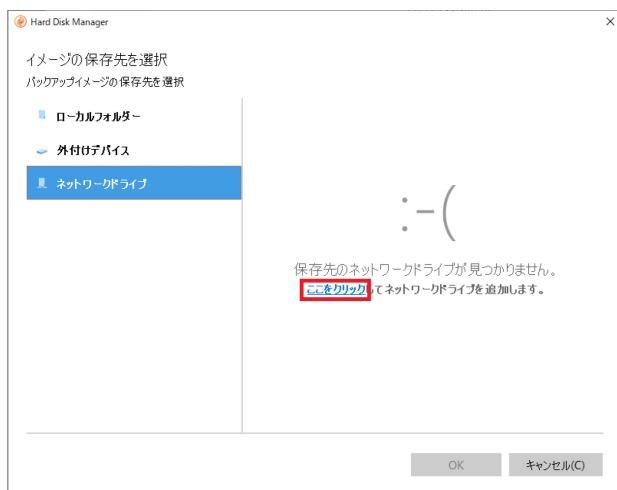 Hard Disk Manager
イメージの保存先を選択
バックアップイメージの保存先を選択
ローカルフォルダー
外付けデバイス
ネットワークドライブ
:-(
保存先のネットワークドライブが見つかりません。
ここをクリックしてネットワークドライブを追加します。
OK
キャンセル(C)